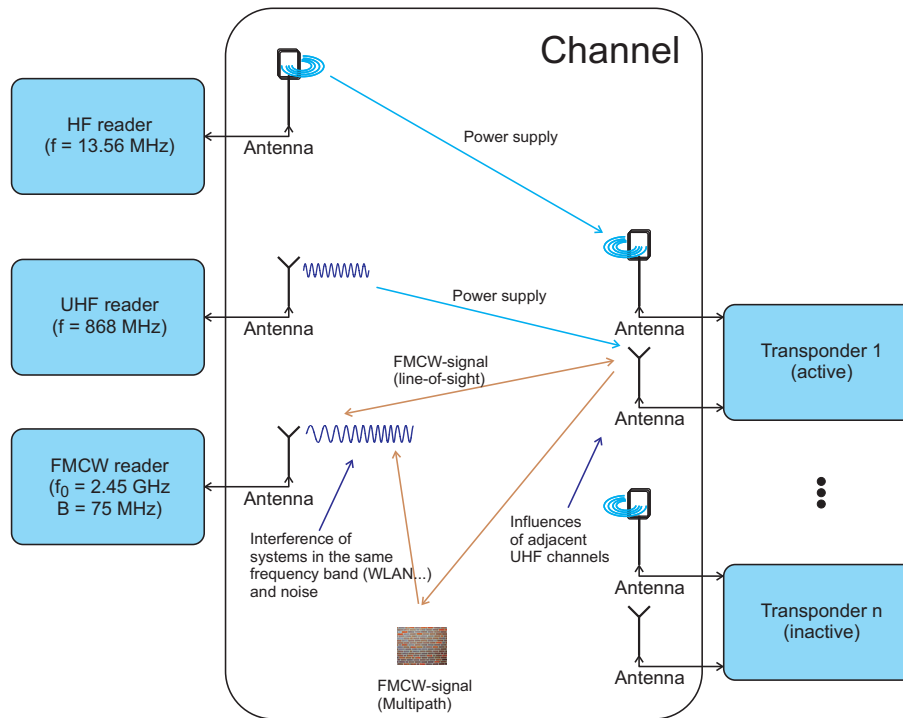 Channel
HF reader
(f = 13.56 MHz)
Antenna
Power supply
UHF reader
(f = 868 MHz)
Antenna
Power supply
Antenna
Transponder 1
(active)
FMCW-signal
(line-of-sight)
Antenna
FMCW reader
(f₀ = 2.45 GHz
B = 75 MHz)
Antenna
Interference of
systems in the same
frequency band (WLAN...)
and noise
Influences
of adjacent
UHF channels
Antenna
Transponder n
(inactive)
Antenna
FMCW-signal
(Multipath)